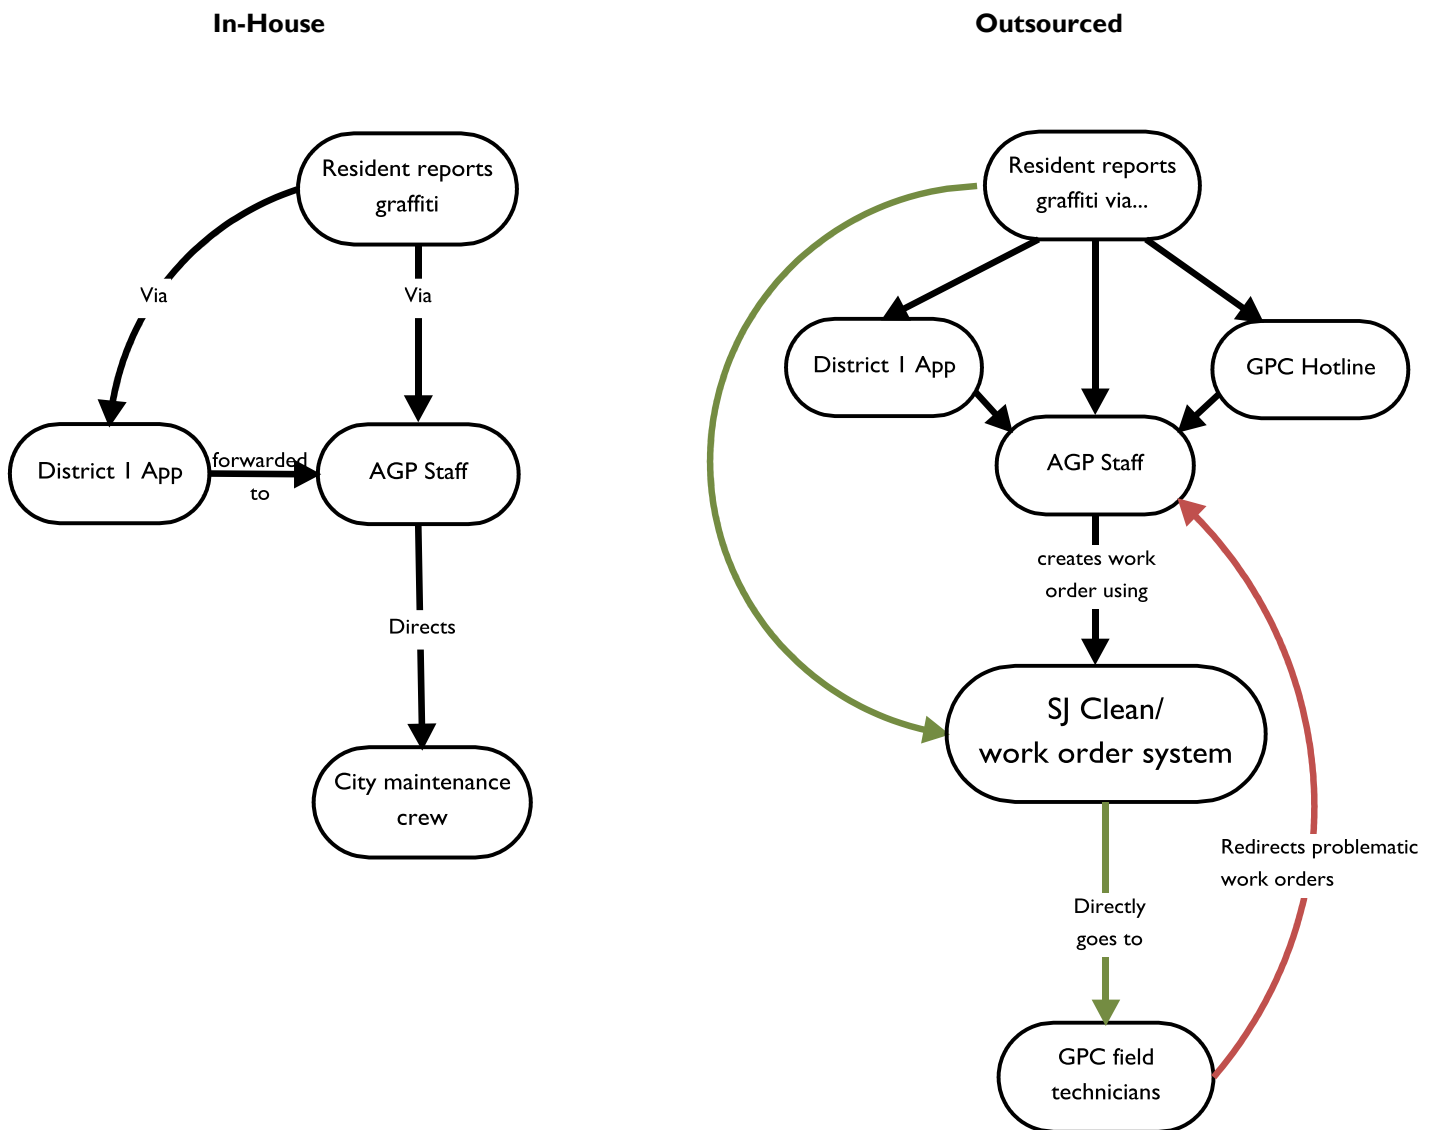 In-House
Resident reports
graffiti
Via
Via
District 1 App
forwarded
to
AGP Staff
Directs
City maintenance
crew
Outsourced
Resident reports
graffiti via...
District 1 App
GPC Hotline
AGP Staff
creates work
order using
SJ Clean/
work order system
Redirects problematic
work orders
Directly
goes to
GPC field
technicians